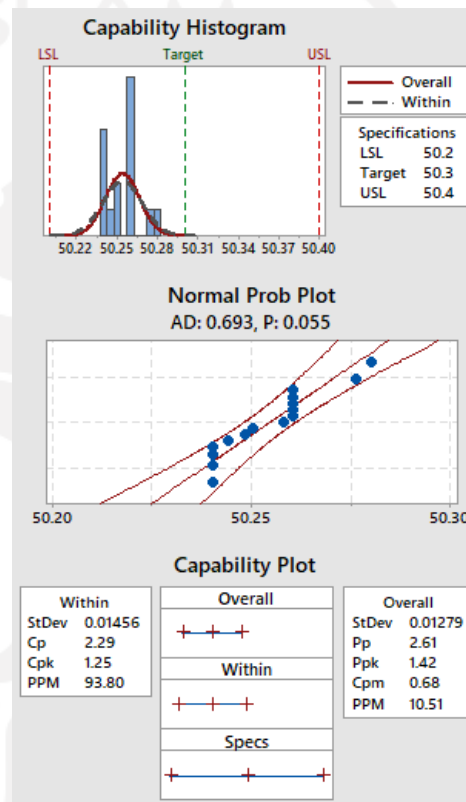 Capability Histogram
LSL Target USL
Overall
Within
Specifications
LSL 50.2
Target 50.3
USL 50.4
50.22 50.25 50.28 50.31 50.34 50.37 50.40
Normal Prob Plot
AD: 0.693, P: 0.055
50.20 50.25 50.30
Capability Plot
Within
StDev 0.01456
Cp 2.29
Cpk 1.25
PPM 93.80
Overall
Within
Specs
Overall
StDev 0.01279
Pp 2.61
Ppk 1.42
Cpm 0.68
PPM 10.51